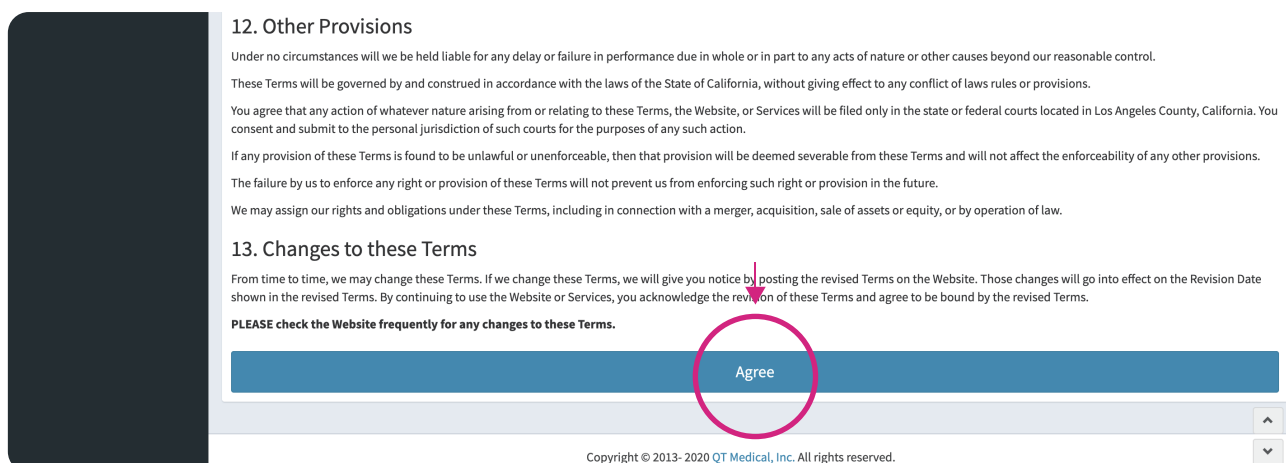 12. Other Provisions
Under no circumstances will we be held liable for any delay or failure in performance due in whole or in part to any acts of nature or other causes beyond our reasonable control.
These Terms will be governed by and construed in accordance with the laws of the State of California, without giving effect to any conflict of laws rules or provisions.
You agree that any action of whatever nature arising from or relating to these Terms, the Website, or Services will be filed only in the state or federal courts located in Los Angeles County, California. You
consent and submit to the personal jurisdiction of such courts for the purposes of any such action.
If any provision of these Terms is found to be unlawful or unenforceable, then that provision will be deemed severable from these Terms and will not affect the enforceability of any other provisions.
The failure by us to enforce any right or provision of these Terms will not prevent us from enforcing such right or provision in the future.
We may assign our rights and obligations under these Terms, including in connection with a merger, acquisition, sale of assets or equity, or by operation of law.
13. Changes to these Terms
From time to time, we may change these Terms. If we change these Terms, we will give you notice by posting the revised Terms on the Website. Those changes will go into effect on the Revision Date
shown in the revised Terms. By continuing to use the Website or Services, you acknowledge the revision of these Terms and agree to be bound by the revised Terms.
PLEASE check the Website frequently for any changes to these Terms.
Agree
Copyright © 2013- 2020 QT Medical, Inc. All rights reserved.